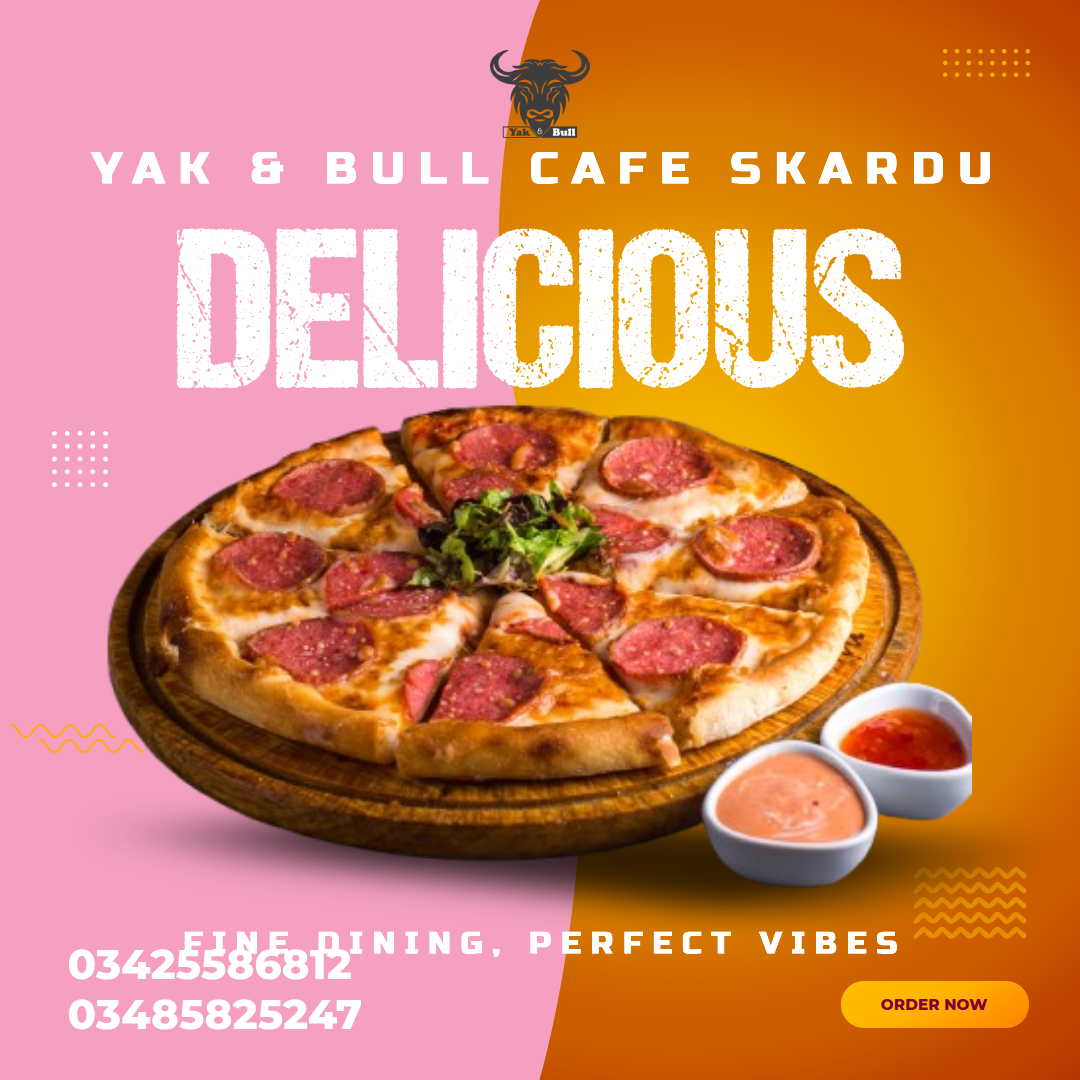 Yak & Bull
YAK & BULL CAFE SKARDU
DELICIOUS
FINE DINING, PERFECT VIBES
03425586812
03485825247
ORDER NOW